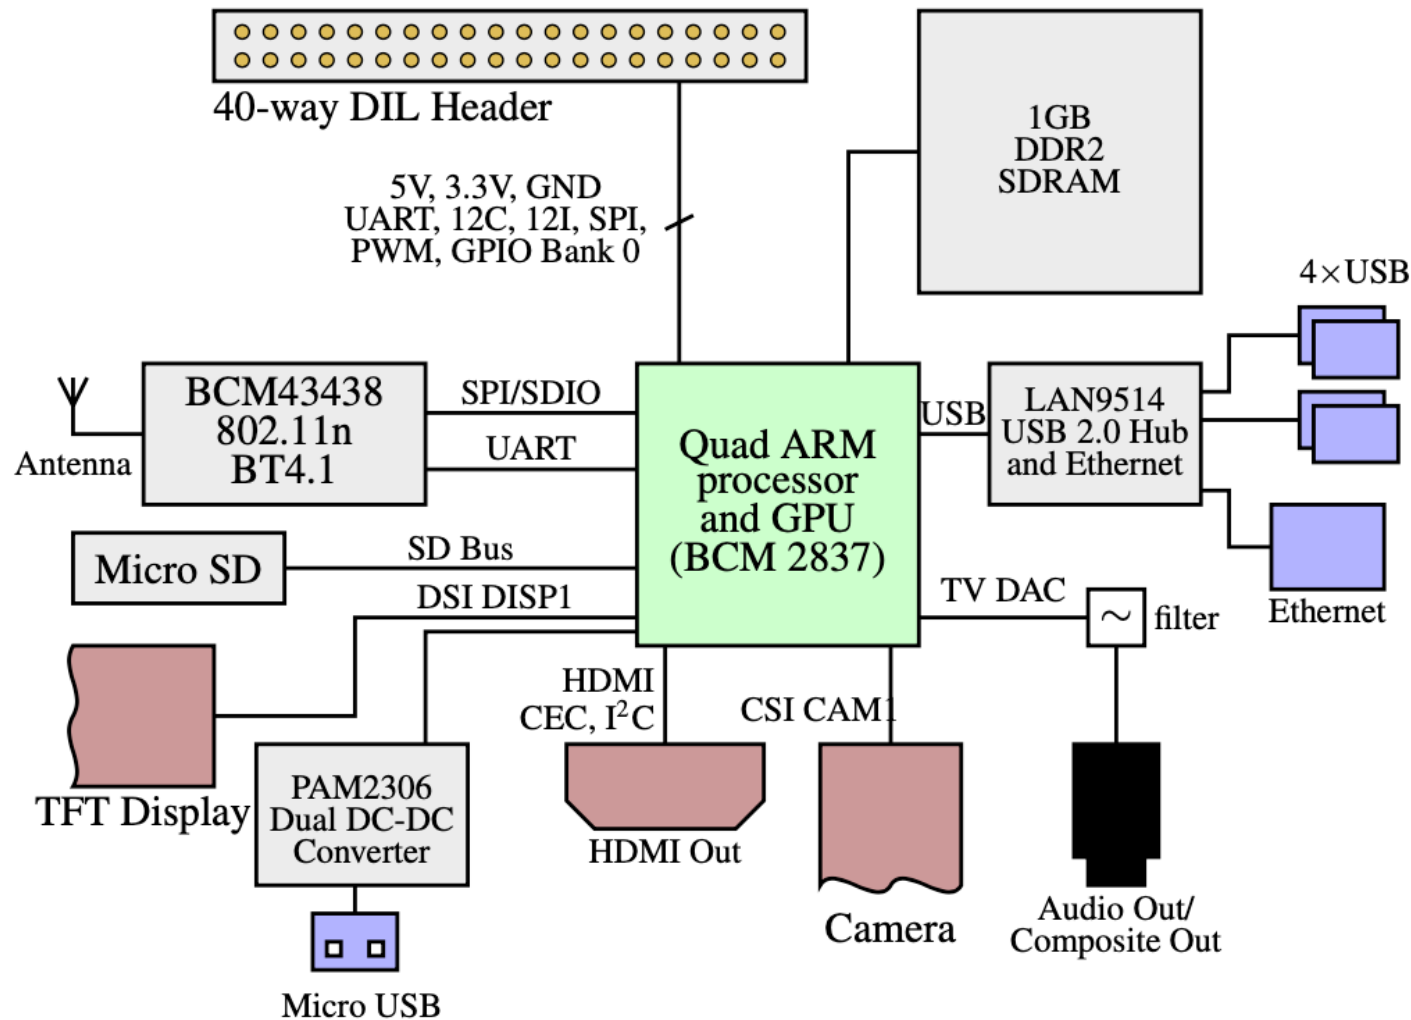 40-way DIL Header
1GB
DDR2
SDRAM
5V, 3.3V, GND
UART, 12C, 12I, SPI,
PWM, GPIO Bank 0
4×USB
BCM43438
802.11n
BT4.1
Antenna
SPI/SDIO
UART
Quad ARM
processor
and GPU
(BCM 2837)
USB
LAN9514
USB 2.0 Hub
and Ethernet
Micro SD
SD Bus
DSI DISP1
TV DAC
~
filter
Ethernet
HDMI
CEC, I²C
CSI CAM1
TFT Display
PAM2306
Dual DC-DC
Converter
HDMI Out
Camera
Audio Out/
Composite Out
Micro USB